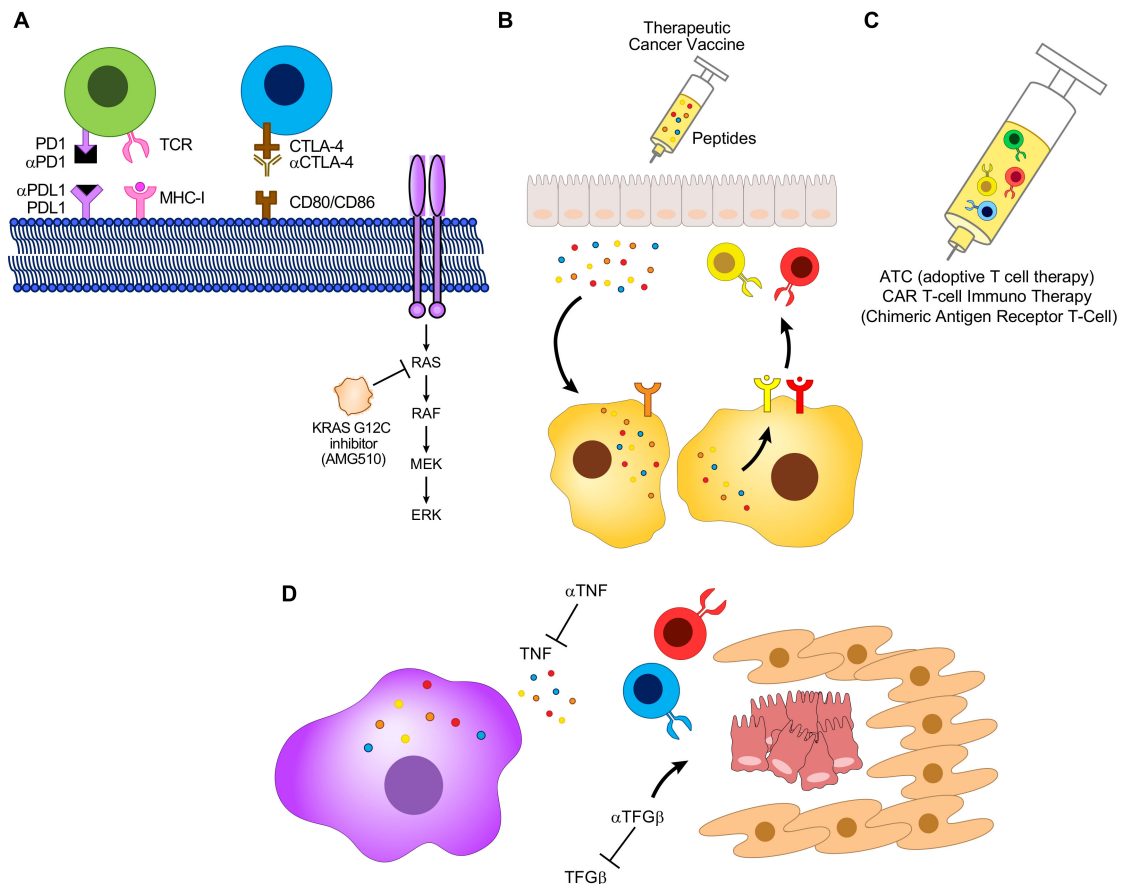 A
PD1
αPD1
TCR
αPDL1
PDL1
MHC-I
CTLA-4
αCTLA-4
CD80/CD86
RAS
RAF
MEK
ERK
KRAS G12C
inhibitor
(AMG510)
B
Therapeutic
Cancer Vaccine
Peptides
C
ATC (adoptive T cell therapy)
CAR T-cell Immuno Therapy
(Chimeric Antigen Receptor T-Cell)
D
αTNF
TNF
αTFGβ
TFGβ